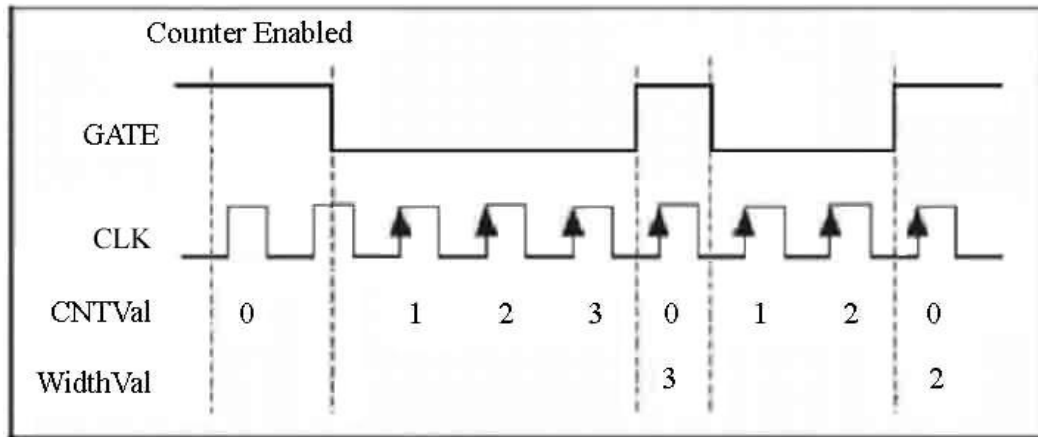 Counter Enabled
GATE
CLK
CNTVal 0 1 2 3 0 1 2 0
WidthVal 3 2